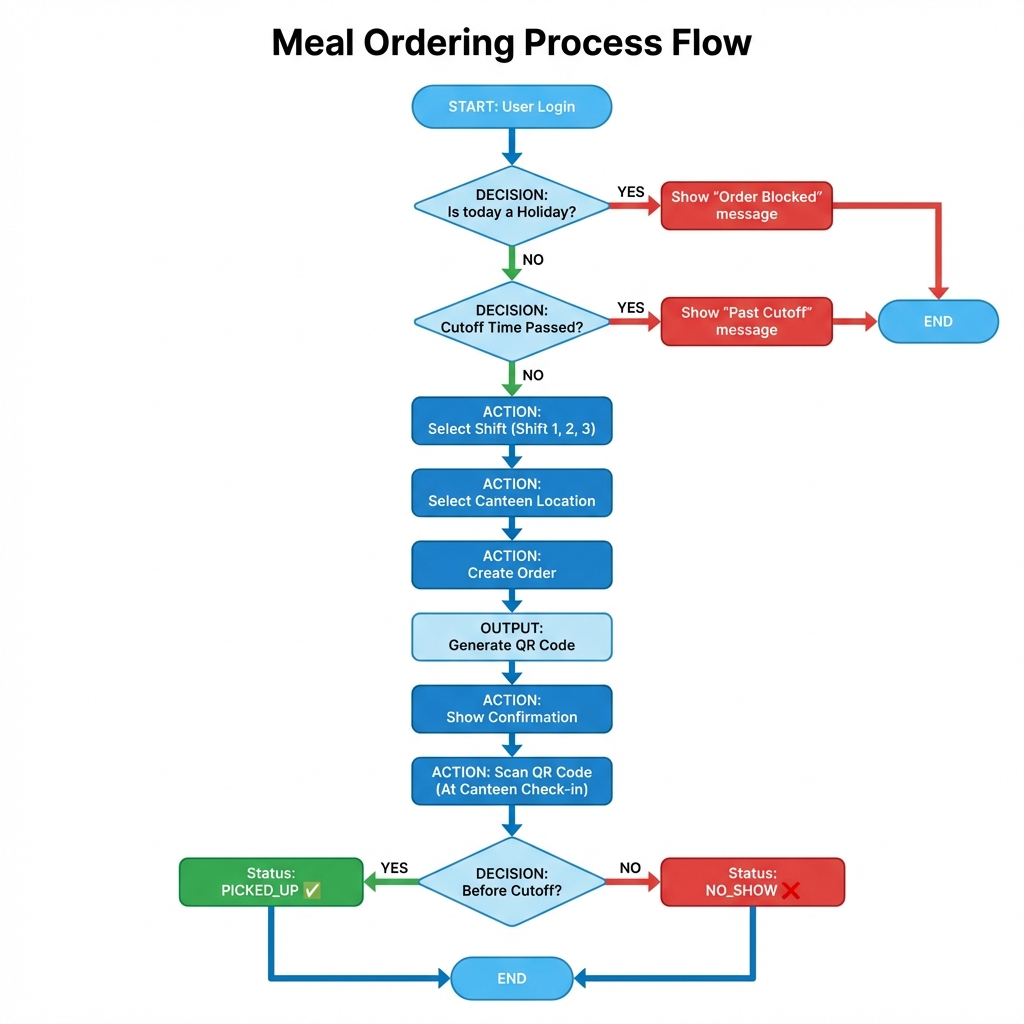 Meal Ordering Process Flow
START: User Login
DECISION:
Is today a Holiday?
YES
Show "Order Blocked"
message
NO
DECISION:
Cutoff Time Passed?
YES
Show "Past Cutoff"
message
END
NO
ACTION:
Select Shift (Shift 1, 2, 3)
ACTION:
Select Canteen Location
ACTION:
Create Order
OUTPUT:
Generate QR Code
ACTION:
Show Confirmation
ACTION: Scan QR Code
(At Canteen Check-in)
DECISION:
Before Cutoff?
YES
Status:
PICKED_UP ✅
NO
Status:
NO_SHOW ❌
END